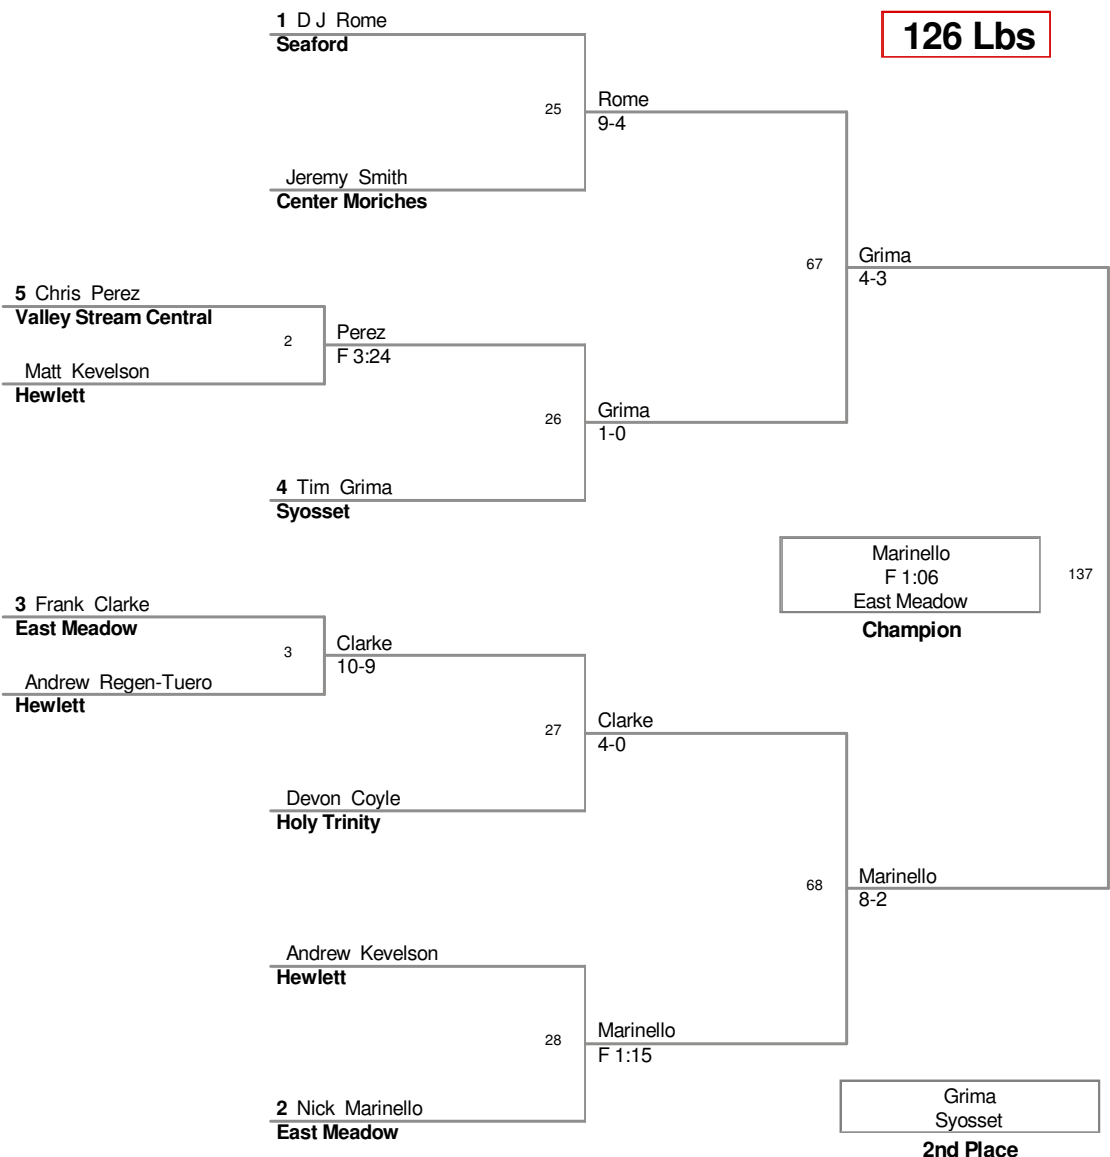 1 D J Rome
Seaford
126 Lbs
25
Rome
9-4
Jeremy Smith
Center Moriches
67
Grima
4-3
5 Chris Perez
Valley Stream Central
2
Perez
F 3:24
Matt Kevelson
Hewlett
26
Grima
1-0
4 Tim Grima
Syosset
Marinello
F 1:06
East Meadow
Champion
137
3 Frank Clarke
East Meadow
3
Clarke
10-9
Andrew Regen-Tuero
Hewlett
27
Clarke
4-0
Devon Coyle
Holy Trinity
68
Marinello
8-2
Andrew Kevelson
Hewlett
28
Marinello
F 1:15
2 Nick Marinello
East Meadow
Grima
Syosset
2nd Place